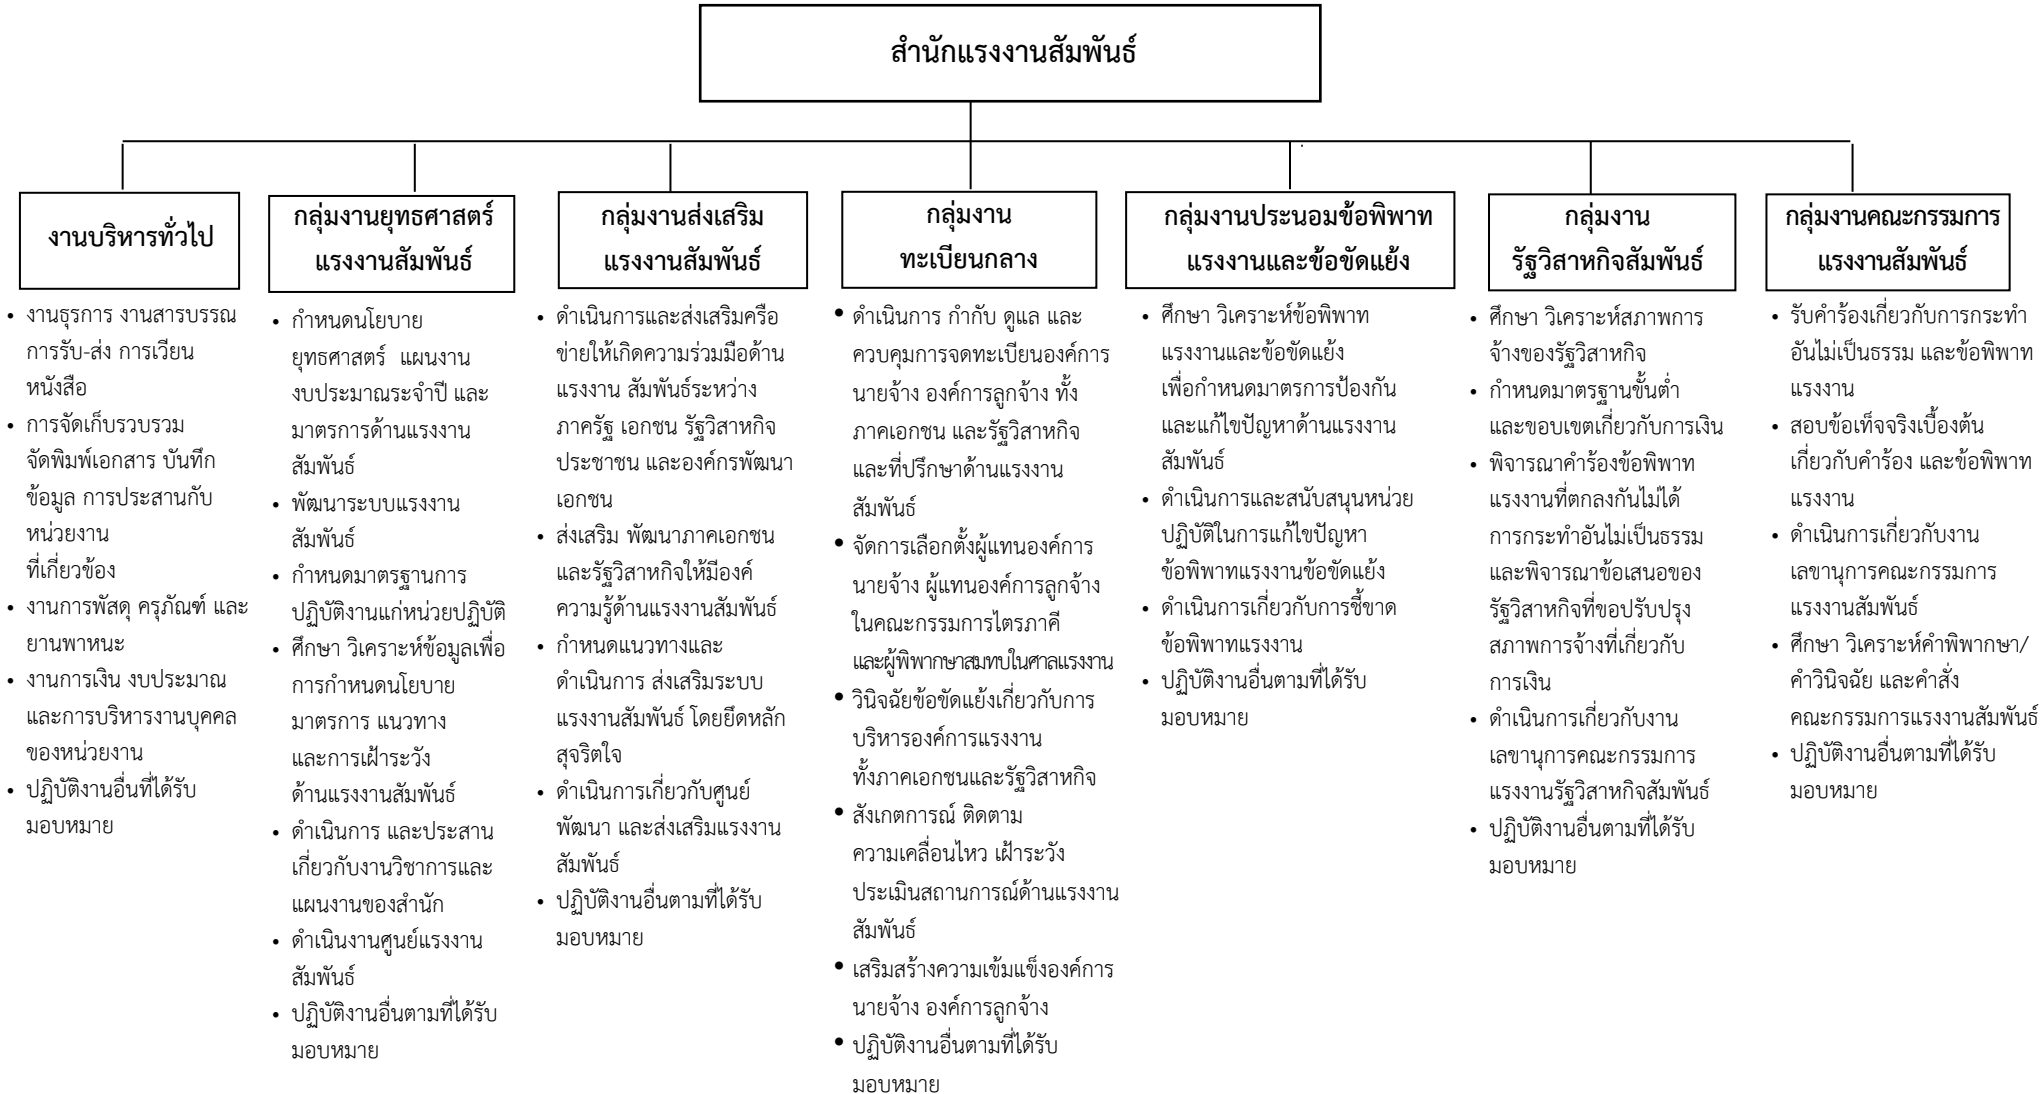 สำนักแรงงานสัมพันธ์
งานบริหารทั่วไป
• งานธุรการ งานสารบรรณ
การรับ-ส่ง การเวียน
หนังสือ
• การจัดเก็บรวบรวม
จัดพิมพ์เอกสาร บันทึก
ข้อมูล การประสานกับ
หน่วยงาน
ที่เกี่ยวข้อง
• งานการพัสดุ ครุภัณฑ์ และ
ยานพาหนะ
• งานการเงิน งบประมาณ
และการบริหารงานบุคคล
ของหน่วยงาน
• ปฏิบัติงานอื่นที่ได้รับ
มอบหมาย
กลุ่มงานยุทธศาสตร์
แรงงานสัมพันธ์
• กำหนดนโยบาย
ยุทธศาสตร์ แผนงาน
งบประมาณระจำปี และ
มาตรการด้านแรงงาน
สัมพันธ์
• พัฒนาระบบแรงงาน
สัมพันธ์
• กำหนดมาตรฐานการ
ปฏิบัติงานแก่หน่วยปฏิบัติ
• ศึกษา วิเคราะห์ข้อมูลเพื่อ
การกำหนดนโยบาย
มาตรการ แนวทาง
และการเฝ้าระวัง
ด้านแรงงานสัมพันธ์
• ดำเนินการ และประสาน
เกี่ยวกับงานวิชาการและ
แผนงานของสำนัก
• ดำเนินงานศูนย์แรงงาน
สัมพันธ์
• ปฏิบัติงานอื่นตามที่ได้รับ
มอบหมาย
กลุ่มงานส่งเสริม
แรงงานสัมพันธ์
• ดำเนินการและส่งเสริมครือ
ข่ายให้เกิดความร่วมมือด้าน
แรงงาน สัมพันธ์ระหว่าง
ภาครัฐ เอกชน รัฐวิสาหกิจ
ประชาชน และองค์กรพัฒนา
เอกชน
• ส่งเสริม พัฒนาภาคเอกชน
และรัฐวิสาหกิจให้มีองค์
ความรู้ด้านแรงงานสัมพันธ์
• กำหนดแนวทางและ
ดำเนินการ ส่งเสริมระบบ
แรงงานสัมพันธ์ โดยยึดหลัก
สุจริตใจ
• ดำเนินการเกี่ยวกับศูนย์
พัฒนา และส่งเสริมแรงงาน
สัมพันธ์
• ปฏิบัติงานอื่นตามที่ได้รับ
มอบหมาย
กลุ่มงาน
ทะเบียนกลาง
• ดำเนินการ กำกับ ดูแล และ
ควบคุมการจดทะเบียนองค์การ
นายจ้าง องค์การลูกจ้าง ทั้ง
ภาคเอกชน และรัฐวิสาหกิจ
และที่ปรึกษาด้านแรงงาน
สัมพันธ์
• จัดการเลือกตั้งผู้แทนองค์การ
นายจ้าง ผู้แทนองค์การลูกจ้าง
ในคณะกรรมการไตรภาคี
และผู้พิพากษาสมทบในศาลแรงงาน
• วินิจฉัยข้อขัดแย้งเกี่ยวกับการ
บริหารองค์การแรงงาน
ทั้งภาคเอกชนและรัฐวิสาหกิจ
• สังเกตการณ์ ติดตาม
ความเคลื่อนไหว เฝ้าระวัง
ประเมินสถานการณ์ด้านแรงงาน
สัมพันธ์
• เสริมสร้างความเข้มแข็งองค์การ
นายจ้าง องค์การลูกจ้าง
• ปฏิบัติงานอื่นตามที่ได้รับ
มอบหมาย
กลุ่มงานประนอมข้อพิพาท
แรงงานและข้อขัดแย้ง
• ศึกษา วิเคราะห์ข้อพิพาท
แรงงานและข้อขัดแย้ง
เพื่อกำหนดมาตรการป้องกัน
และแก้ไขปัญหาด้านแรงงาน
สัมพันธ์
• ดำเนินการและสนับสนุนหน่วย
ปฏิบัติในการแก้ไขปัญหา
ข้อพิพาทแรงงานข้อขัดแย้ง
• ดำเนินการเกี่ยวกับการชี้ขาด
ข้อพิพาทแรงงาน
• ปฏิบัติงานอื่นตามที่ได้รับ
มอบหมาย
กลุ่มงาน
รัฐวิสาหกิจสัมพันธ์
• ศึกษา วิเคราะห์สภาพการ
จ้างของรัฐวิสาหกิจ
• กำหนดมาตรฐานขั้นต่ำ
และขอบเขตเกี่ยวกับการเงิน
• พิจารณาคำร้องข้อพิพาท
แรงงานที่ตกลงกันไม่ได้
การกระทำอันไม่เป็นธรรม
และพิจารณาข้อเสนอของ
รัฐวิสาหกิจที่ขอปรับปรุง
สภาพการจ้างที่เกี่ยวกับ
การเงิน
• ดำเนินการเกี่ยวกับงาน
เลขานุการคณะกรรมการ
แรงงานรัฐวิสาหกิจสัมพันธ์
• ปฏิบัติงานอื่นตามที่ได้รับ
มอบหมาย
กลุ่มงานคณะกรรมการ
แรงงานสัมพันธ์
• รับคำร้องเกี่ยวกับการกระทำ
อันไม่เป็นธรรม และข้อพิพาท
แรงงาน
• สอบข้อเท็จจริงเบื้องต้น
เกี่ยวกับคำร้อง และข้อพิพาท
แรงงาน
• ดำเนินการเกี่ยวกับงาน
เลขานุการคณะกรรมการ
แรงงานสัมพันธ์
• ศึกษา วิเคราะห์คำพิพากษา/
คำวินิจฉัย และคำสั่ง
คณะกรรมการแรงงานสัมพันธ์
• ปฏิบัติงานอื่นตามที่ได้รับ
มอบหมาย